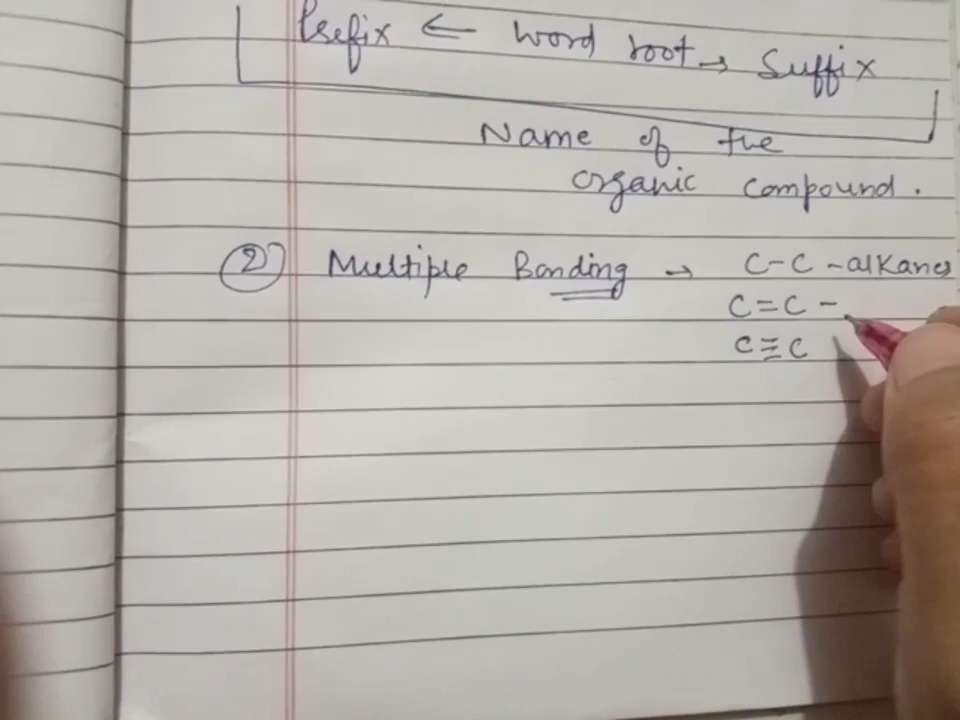 Prefix ← word root → Suffix
Name of the
organic compound.
② Multiple Bonding → C-C - alkanes
C=C -
C≡C